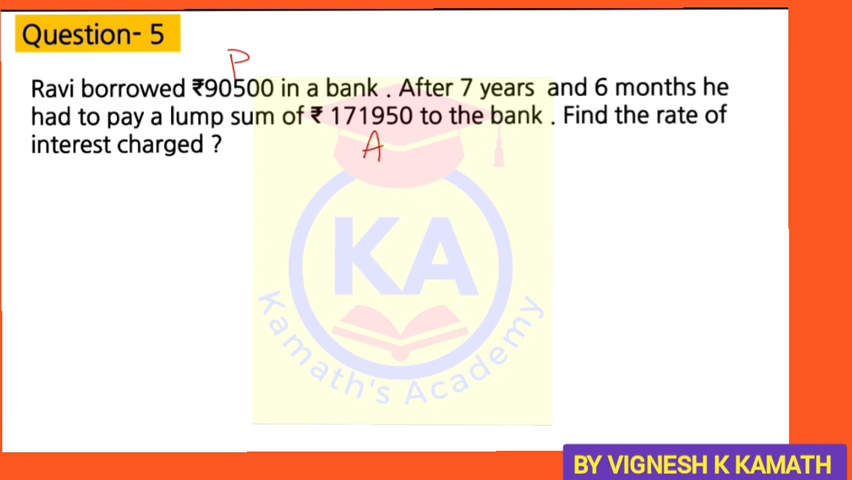 Question- 5
P
Ravi borrowed ₹90500 in a bank . After 7 years and 6 months he
had to pay a lump sum of ₹ 171950 to the bank . Find the rate of
interest charged ?
A
KA
Kamath's Academy
BY VIGNESH K KAMATH